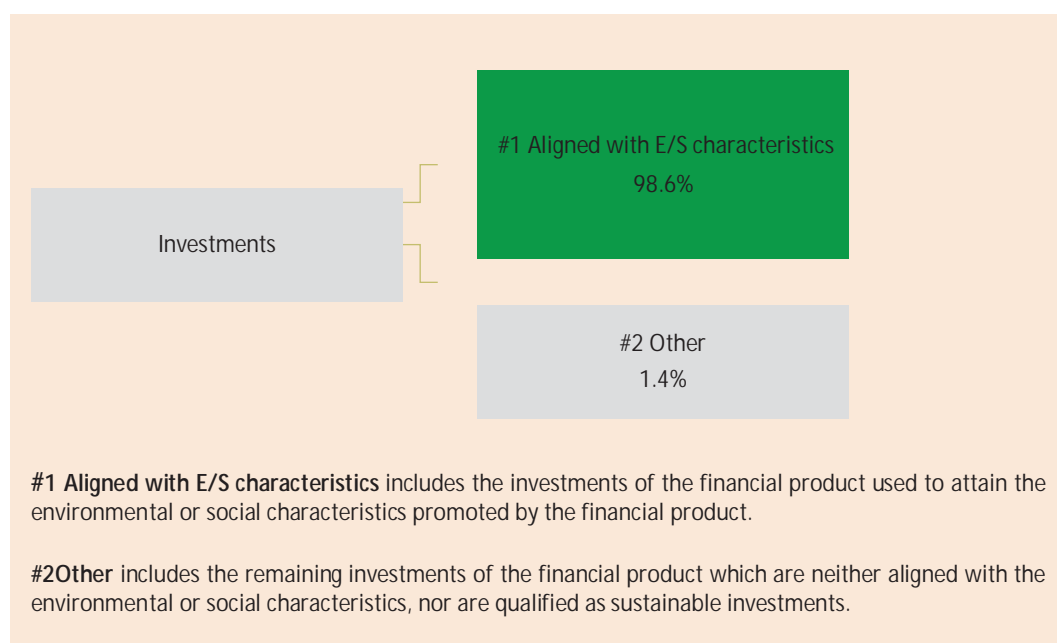 #1 Aligned with E/S characteristics
98.6%
Investments
#2 Other
1.4%
#1 Aligned with E/S characteristics includes the investments of the financial product used to attain the
environmental or social characteristics promoted by the financial product.
#2Other includes the remaining investments of the financial product which are neither aligned with the
environmental or social characteristics, nor are qualified as sustainable investments.